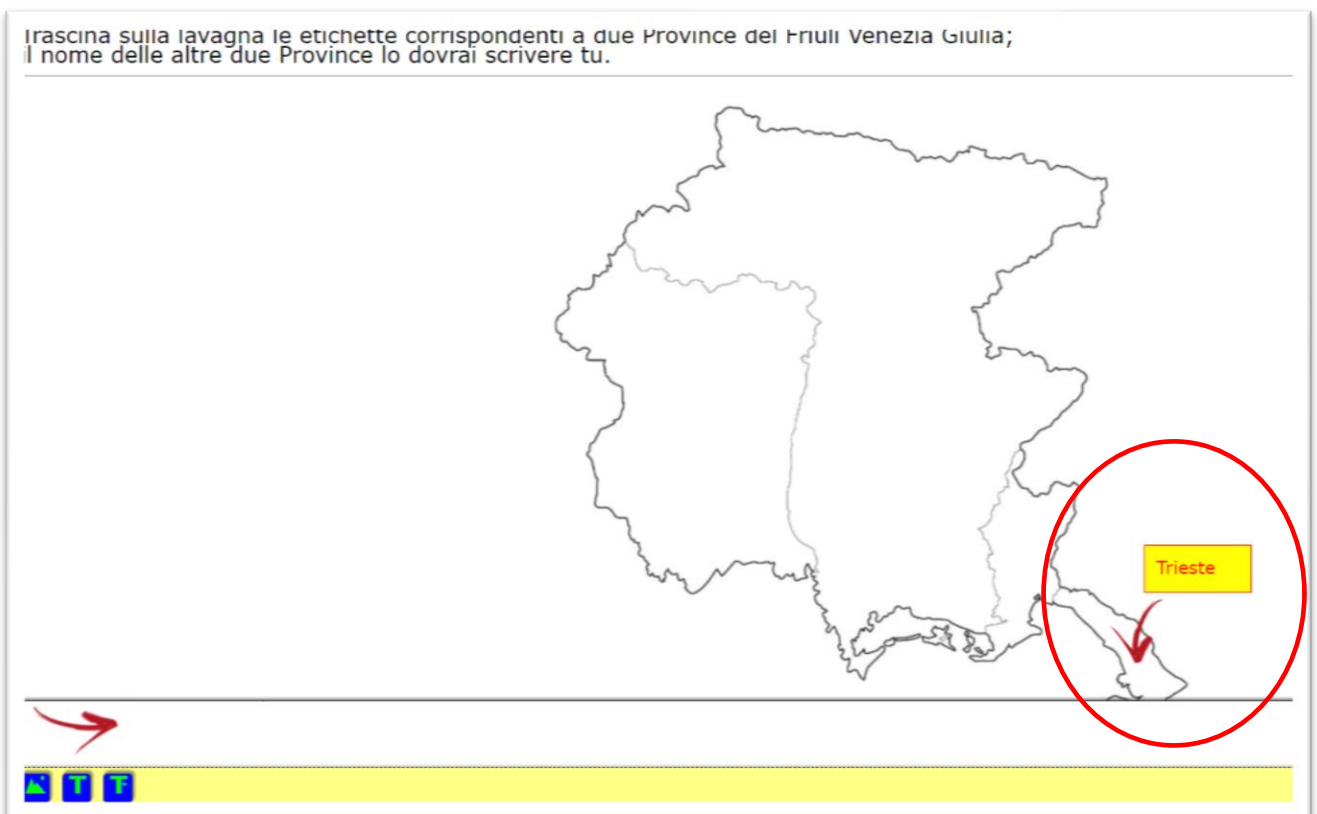 Trascina sulla lavagna le etichette corrispondenti a due Province del Friuli Venezia Giulia;
il nome delle altre due Province lo dovrai scrivere tu.
Trieste
T TF